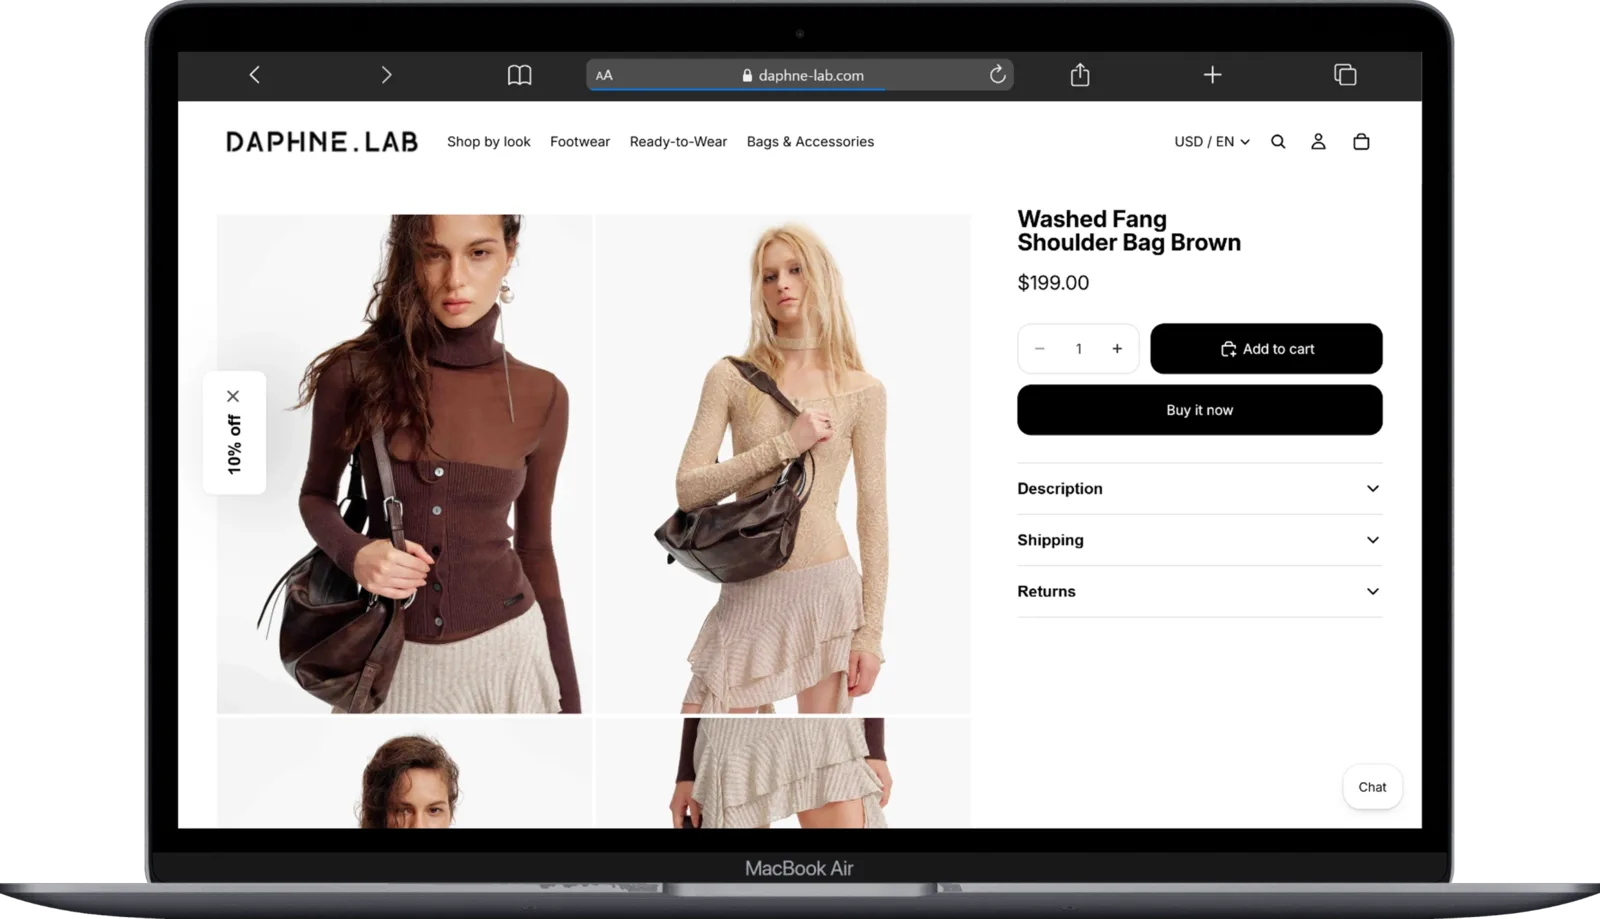 AA
daphne-lab.com
DAPHNE.LAB
Shop by look
Footwear
Ready-to-Wear
Bags & Accessories
USD / EN
Washed Fang
Shoulder Bag Brown
$199.00
− 1 +
Add to cart
Buy it now
10% off
Description
Shipping
Returns
Chat
MacBook Air